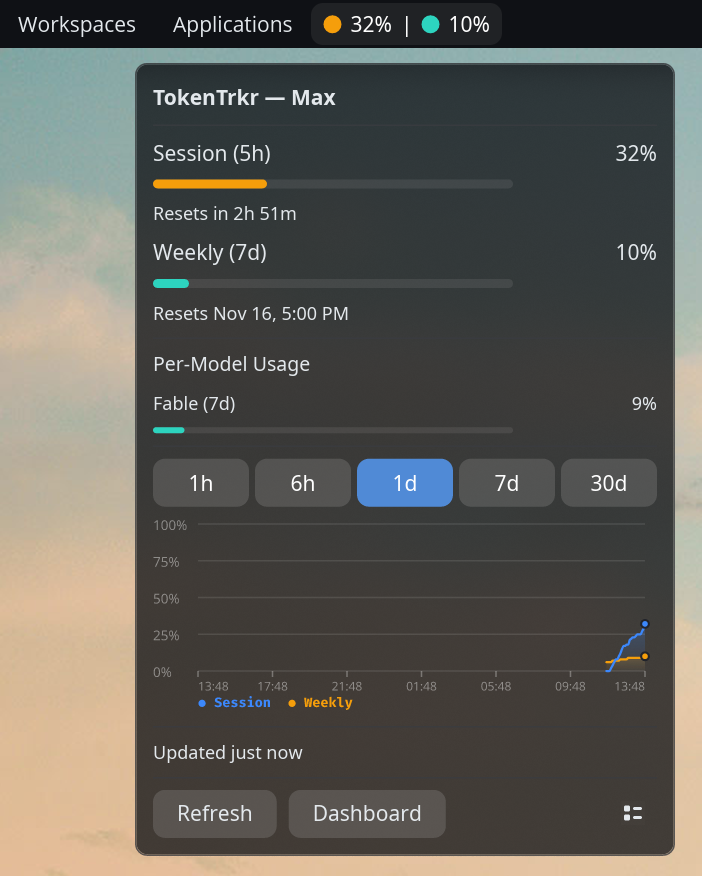 Workspaces Applications 32% | 10%
TokenTrkr — Max
Session (5h) 32%
Resets in 2h 51m
Weekly (7d) 10%
Resets Nov 16, 5:00 PM
Per-Model Usage
Fable (7d) 9%
1h 6h 1d 7d 30d
100%
75%
50%
25%
0%
13:48 17:48 21:48 01:48 05:48 09:48 13:48
Session Weekly
Updated just now
Refresh Dashboard